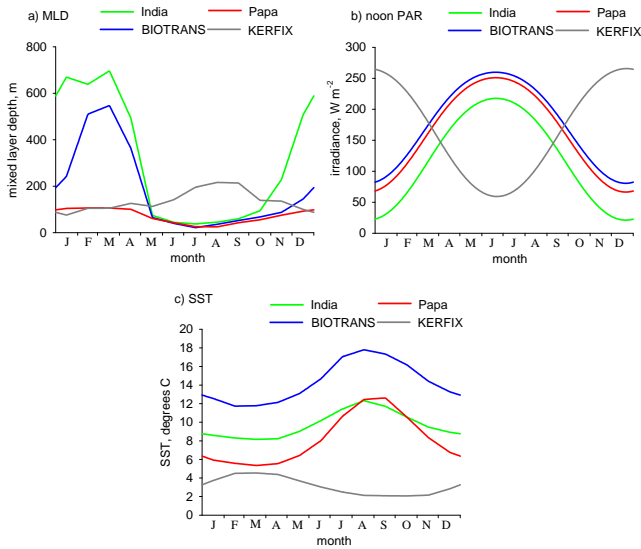 a) MLD
India
Papa
BIOTRANS
KERFIX
800
600
400
200
0
mixed layer depth, m
J F M A M J J A S O N D
month
b) noon PAR
India
Papa
BIOTRANS
KERFIX
300
250
200
150
100
50
0
irradiance, W m-2
J F M A M J J A S O N D
month
c) SST
India
Papa
BIOTRANS
KERFIX
20
18
16
14
12
10
8
6
4
2
0
SST, degrees C
J F M A M J J A S O N D
month